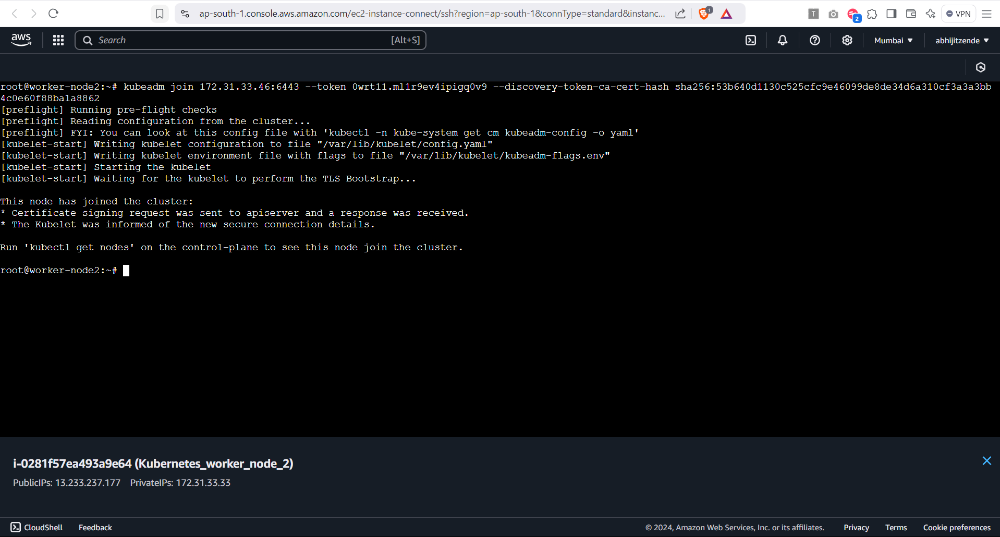 ap-south-1.console.aws.amazon.com/ec2-instance-connect/ssh?region=ap-south-1&connType=standard&instanc...
1
T
2
VPN
aws
Search
[Alt+S]
Mumbai
abhijitzende
root@worker-node2:~# kubeadm join 172.31.33.46:6443 --token 0wrt11.ml1r9ev4ipigq0v9 --discovery-token-ca-cert-hash sha256:53b640d1130c525cfc9e46099de8de34d6a310cf3a3a3bb
4c0e60f88ba1a8862
[preflight] Running pre-flight checks
[preflight] Reading configuration from the cluster...
[preflight] FYI: You can look at this config file with 'kubectl -n kube-system get cm kubeadm-config -o yaml'
[kubelet-start] Writing kubelet configuration to file "/var/lib/kubelet/config.yaml"
[kubelet-start] Writing kubelet environment file with flags to file "/var/lib/kubelet/kubeadm-flags.env"
[kubelet-start] Starting the kubelet
[kubelet-start] Waiting for the kubelet to perform the TLS Bootstrap...
This node has joined the cluster:
* Certificate signing request was sent to apiserver and a response was received.
* The Kubelet was informed of the new secure connection details.
Run 'kubectl get nodes' on the control-plane to see this node join the cluster.
root@worker-node2:~#
i-0281f57ea493a9e64 (Kubernetes_worker_node_2)
PublicIPs: 13.233.237.177 PrivateIPs: 172.31.33.33
CloudShell Feedback © 2024, Amazon Web Services, Inc. or its affiliates. Privacy Terms Cookie preferences